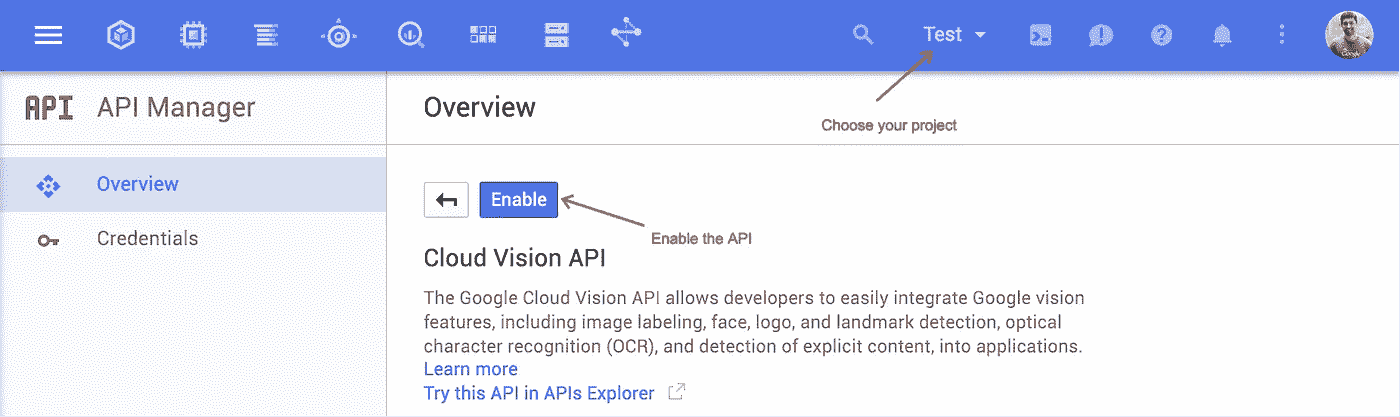 Test
Choose your project
API API Manager
Overview
Overview
Credentials
Enable
Enable the API
Cloud Vision API
The Google Cloud Vision API allows developers to easily integrate Google vision
features, including image labeling, face, logo, and landmark detection, optical
character recognition (OCR), and detection of explicit content, into applications.
Learn more
Try this API in APIs Explorer